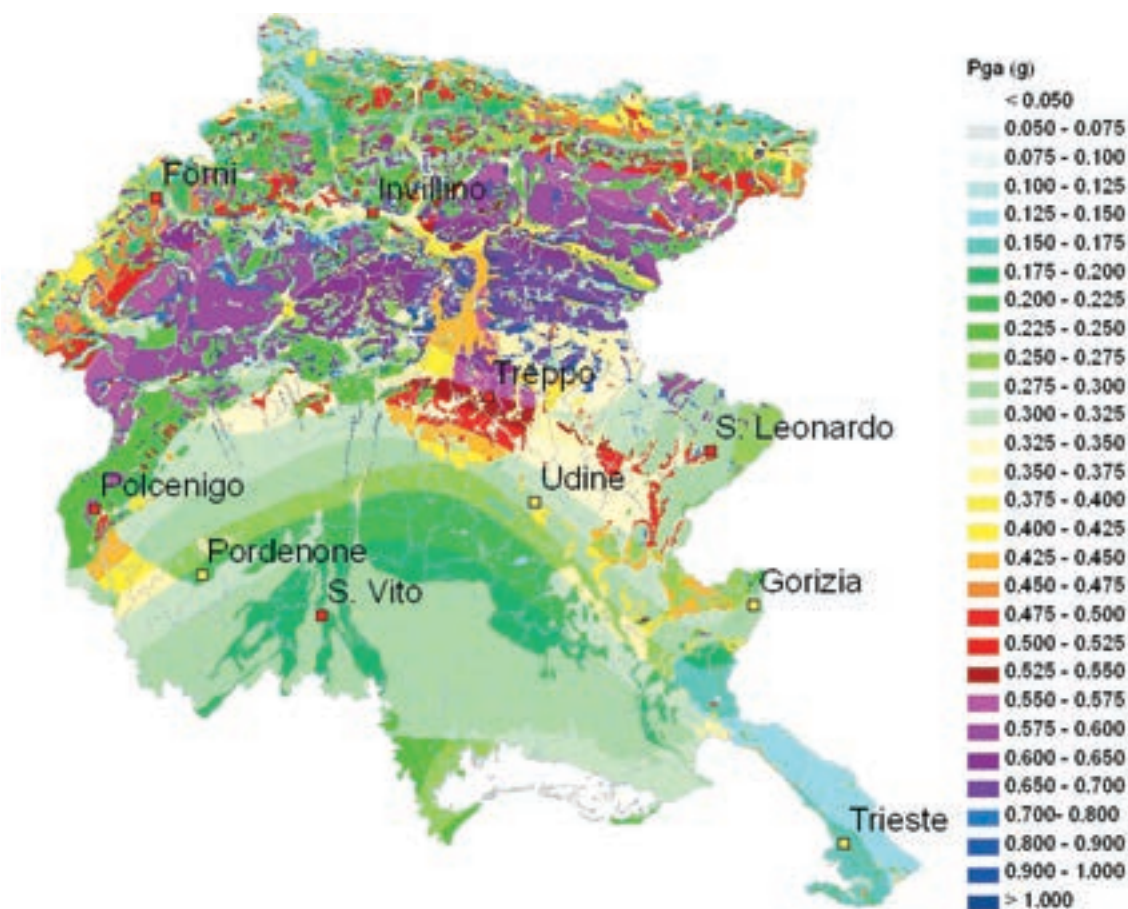 Pga (g)
< 0.050
0.050 - 0.075
0.075 - 0.100
0.100 - 0.125
0.125 - 0.150
0.150 - 0.175
0.175 - 0.200
0.200 - 0.225
0.225 - 0.250
0.250 - 0.275
0.275 - 0.300
0.300 - 0.325
0.325 - 0.350
0.350 - 0.375
0.375 - 0.400
0.400 - 0.425
0.425 - 0.450
0.450 - 0.475
0.475 - 0.500
0.500 - 0.525
0.525 - 0.550
0.550 - 0.575
0.575 - 0.600
0.600 - 0.650
0.650 - 0.700
0.700- 0.800
0.800 - 0.900
0.900 - 1.000
> 1.000
Forni
Invillino
Treppo
S. Leonardo
Udine
Polcenigo
Pordenone
S. Vito
Gorizia
Trieste